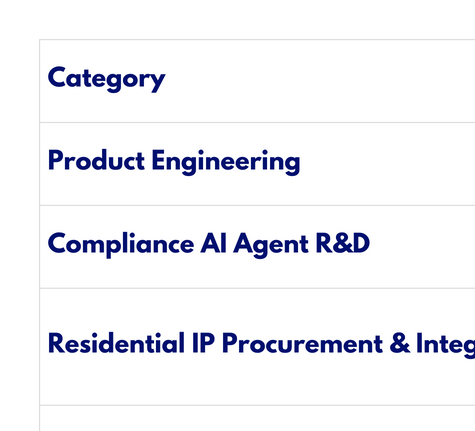 Category
Product Engineering
Compliance AI Agent R&D
Residential IP Procurement & Integ